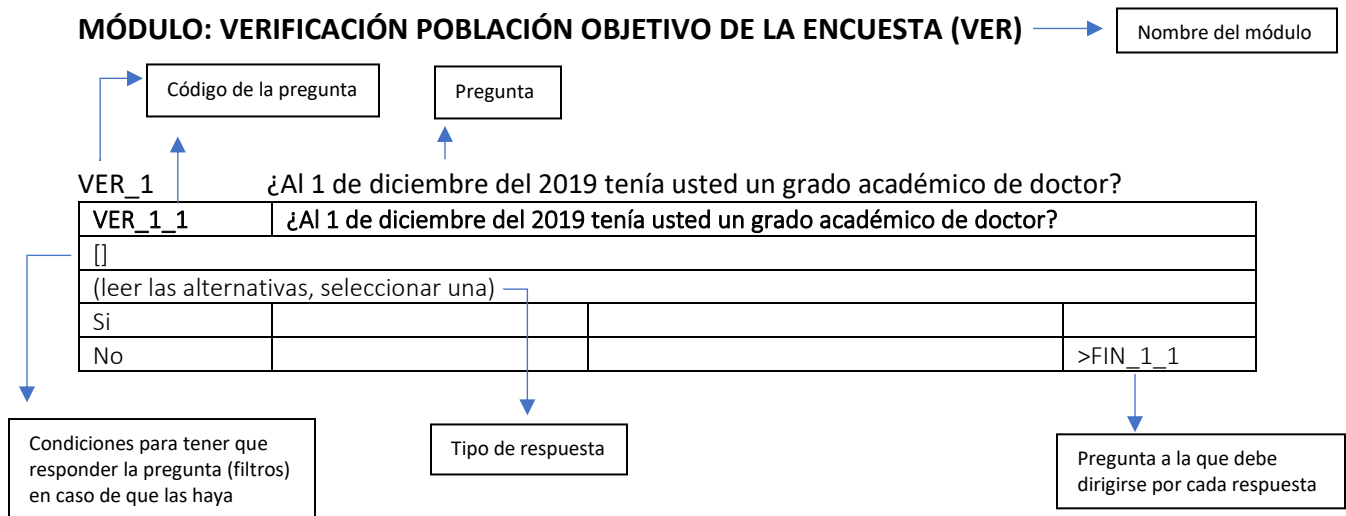 MÓDULO: VERIFICACIÓN POBLACIÓN OBJETIVO DE LA ENCUESTA (VER)
Nombre del módulo
Código de la pregunta
Pregunta
VER_1 ¿Al 1 de diciembre del 2019 tenía usted un grado académico de doctor?
VER_1_1 ¿Al 1 de diciembre del 2019 tenía usted un grado académico de doctor?
[]
(leer las alternativas, seleccionar una)
Si
No >FIN_1_1
Condiciones para tener que
responder la pregunta (filtros)
en caso de que las haya
Tipo de respuesta
Pregunta a la que debe
dirigirse por cada respuesta